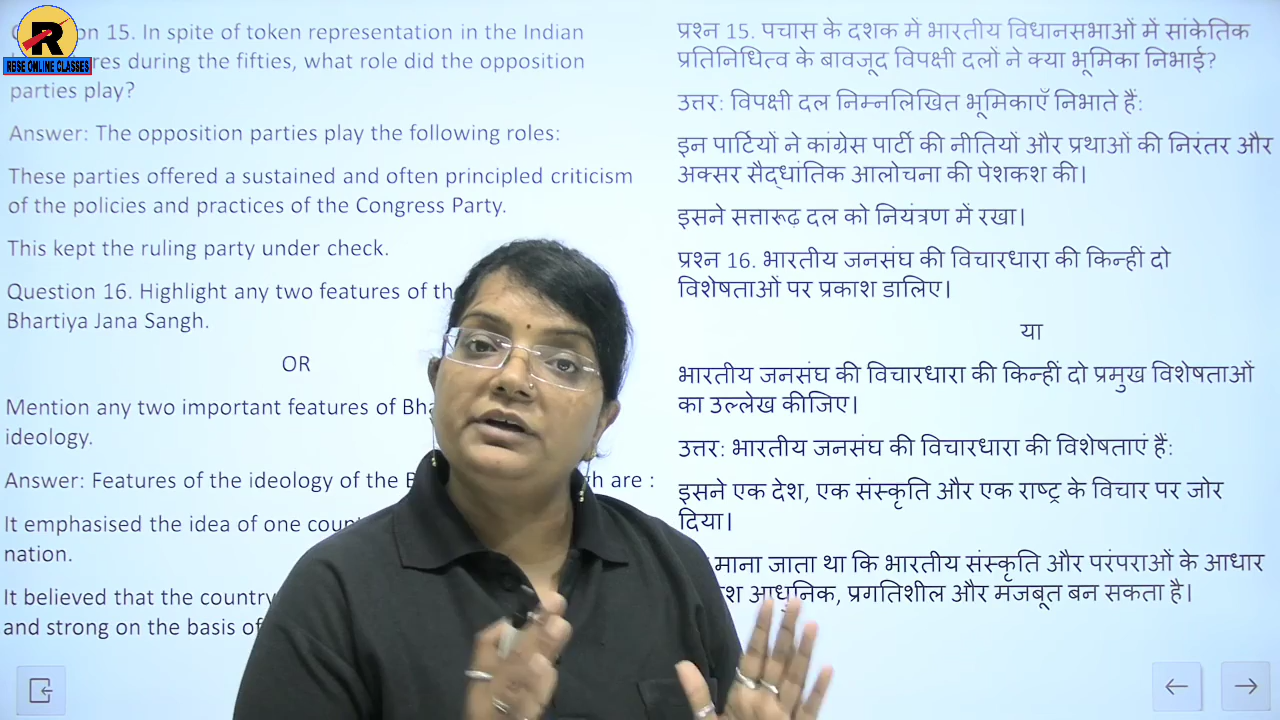 R
RBSE ONLINE CLASSES
on 15. In spite of token representation in the Indian
during the fifties, what role did the opposition
parties play?
Answer: The opposition parties play the following roles:
These parties offered a sustained and often principled criticism
of the policies and practices of the Congress Party.
This kept the ruling party under check.
Question 16. Highlight any two features of
Bhartiya Jana Sangh.
OR
Mention any two important features of
ideology.
Answer: Features of the ideology of the are :
It emphasised the idea of one
nation.
It believed that the country
and strong on the basis of
प्रश्न 15. पचास के दशक में भारतीय विधानसभाओं में सांकेतिक
प्रतिनिधित्व के बावजूद विपक्षी दलों ने क्या भूमिका निभाई?
उत्तर: विपक्षी दल निम्नलिखित भूमिकाएँ निभाते हैं:
इन पार्टियों ने कांग्रेस पार्टी की नीतियों और प्रथाओं की निरंतर और
अक्सर सैद्धांतिक आलोचना की पेशकश की।
इसने सत्तारूढ़ दल को नियंत्रण में रखा।
प्रश्न 16. भारतीय जनसंघ की विचारधारा की किन्हीं दो
विशेषताओं पर प्रकाश डालिए।
या
भारतीय जनसंघ की विचारधारा की किन्हीं दो प्रमुख विशेषताओं
का उल्लेख कीजिए।
उत्तर: भारतीय जनसंघ की विचारधारा की विशेषताएं हैं:
इसने एक देश, एक संस्कृति और एक राष्ट्र के विचार पर जोर
दिया।
माना जाता था कि भारतीय संस्कृति और परंपराओं के आधार
आधुनिक, प्रगतिशील और मजबूत बन सकता है।